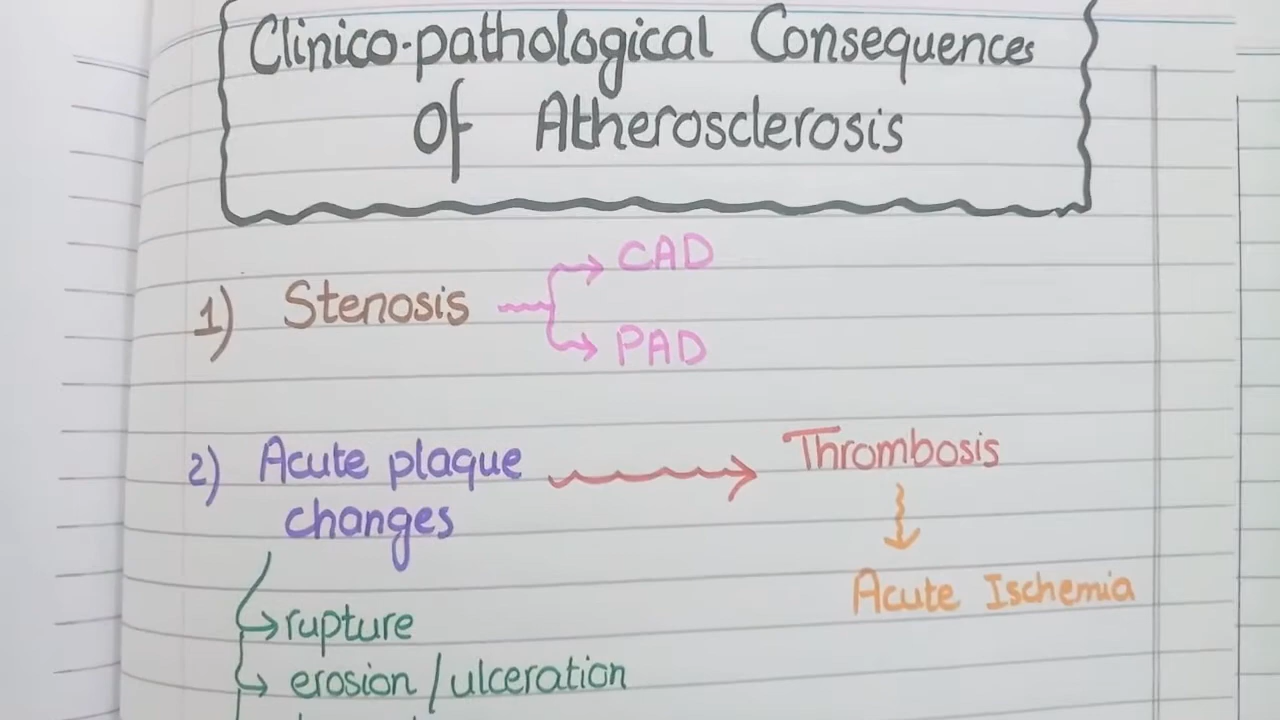 Clinico-pathological Consequences
of Atherosclerosis
CAD
1) Stenosis
PAD
2) Acute plaque
changes
Thrombosis
Acute Ischemia
rupture
erosion/ulceration